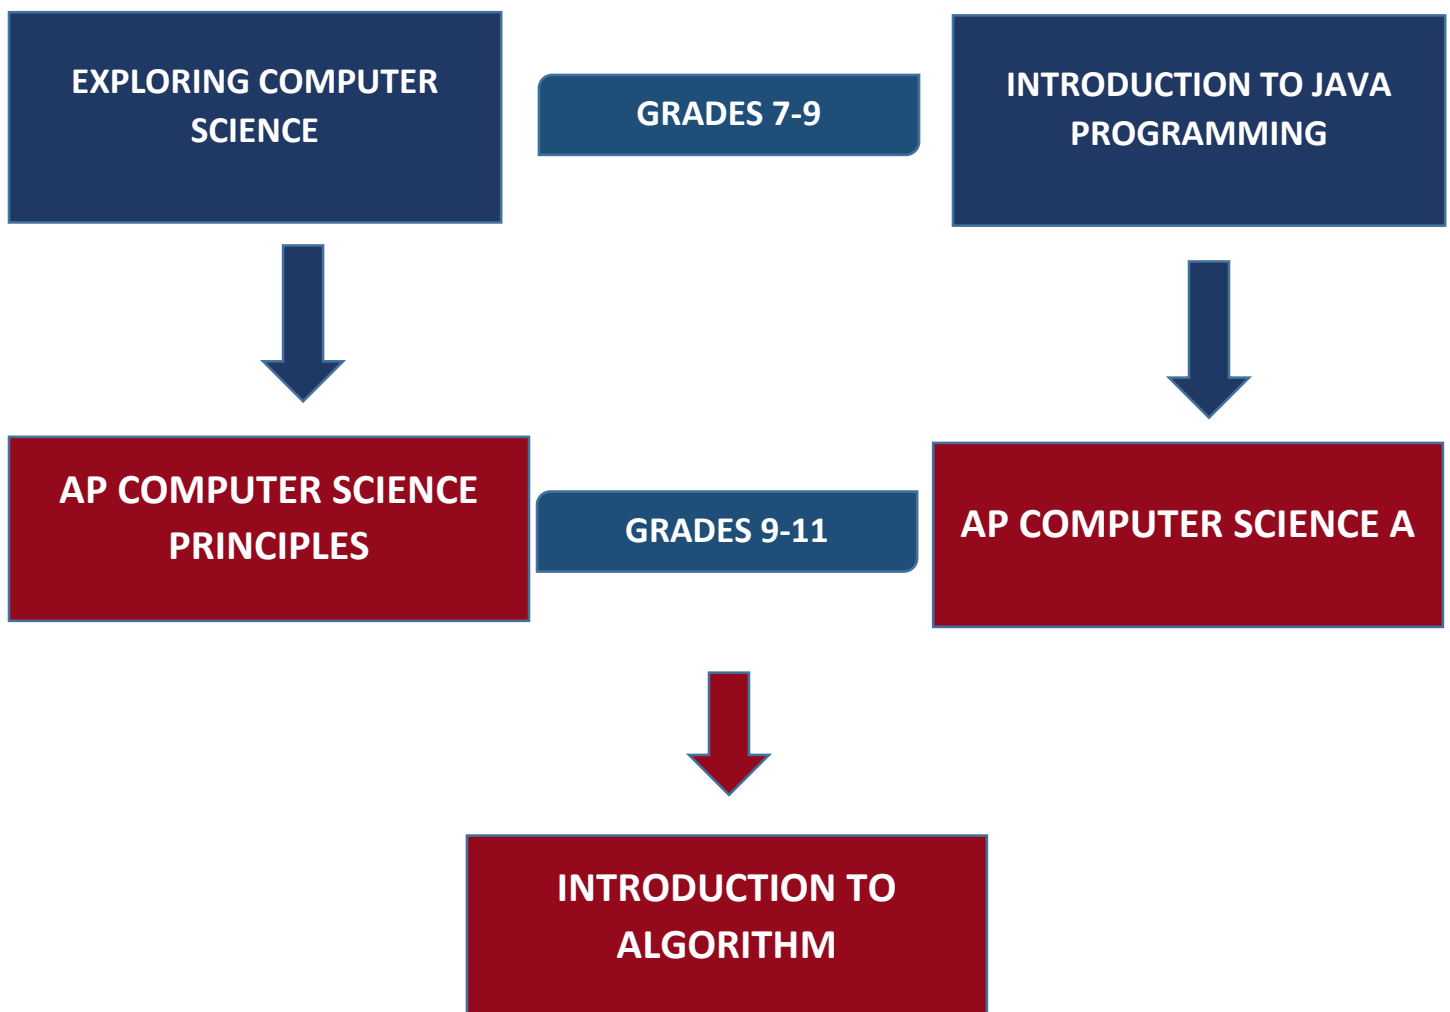 EXPLORING COMPUTER
SCIENCE
GRADES 7-9
INTRODUCTION TO JAVA
PROGRAMMING
AP COMPUTER SCIENCE
PRINCIPLES
GRADES 9-11
AP COMPUTER SCIENCE A
INTRODUCTION TO
ALGORITHM